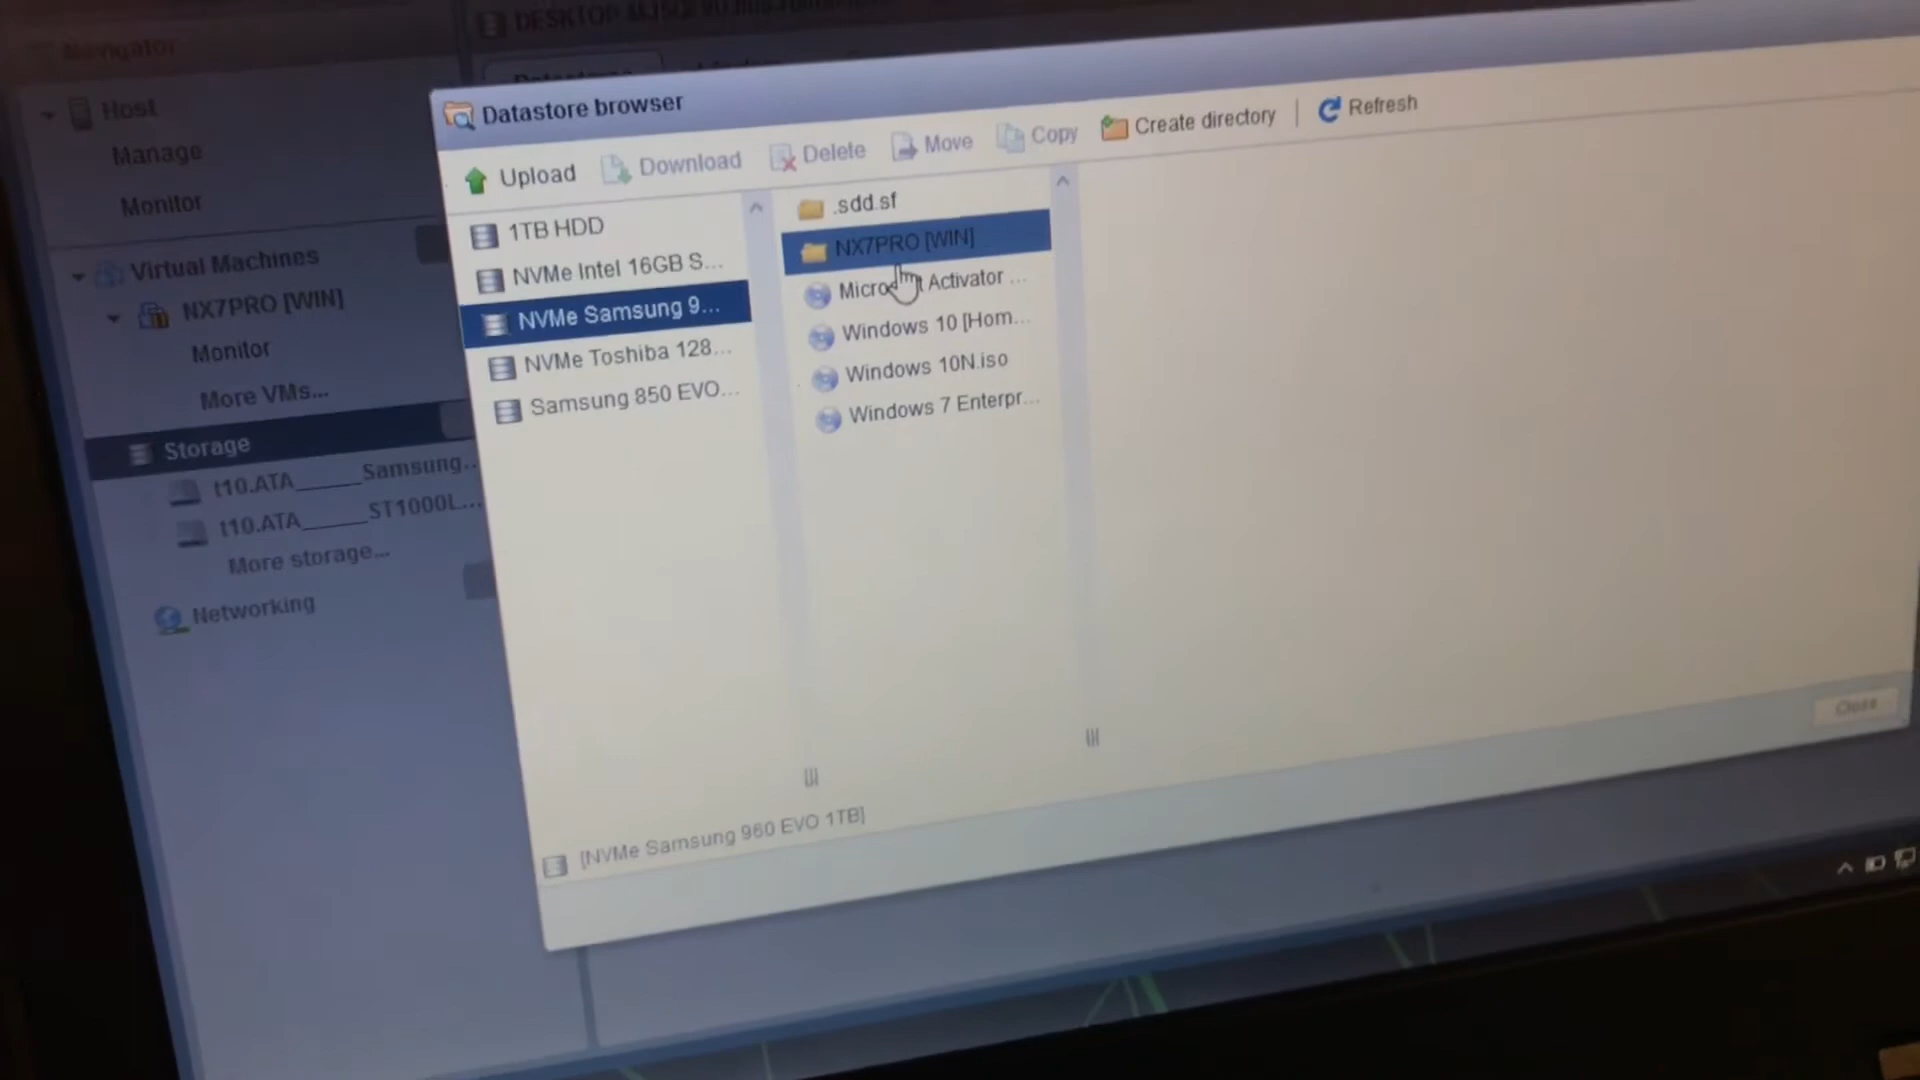 Navigator
Host
Manage
Monitor
Virtual Machines
NX7PRO [WIN]
Monitor
More VMs...
Storage
t10.ATA_____Samsung...
t10.ATA_____ST1000L...
More storage...
Networking
Datastore browser
Upload
Download
Delete
Move
Copy
Create directory
Refresh
1TB HDD
NVMe Intel 16GB S...
NVMe Samsung 9...
NVMe Toshiba 128...
Samsung 850 EVO...
.sdd.sf
NX7PRO [WIN]
Activator ...
Windows 10 [Hom...
Windows 10N.iso
Windows 7 Enterpr...
[NVMe Samsung 960 EVO 1TB]
Close